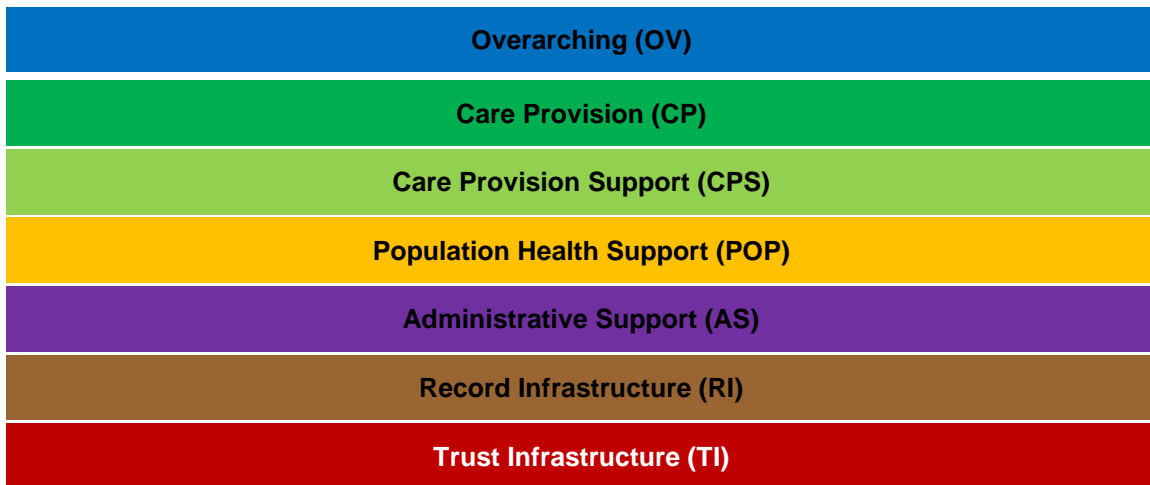 Overarching (OV)
Care Provision (CP)
Care Provision Support (CPS)
Population Health Support (POP)
Administrative Support (AS)
Record Infrastructure (RI)
Trust Infrastructure (TI)